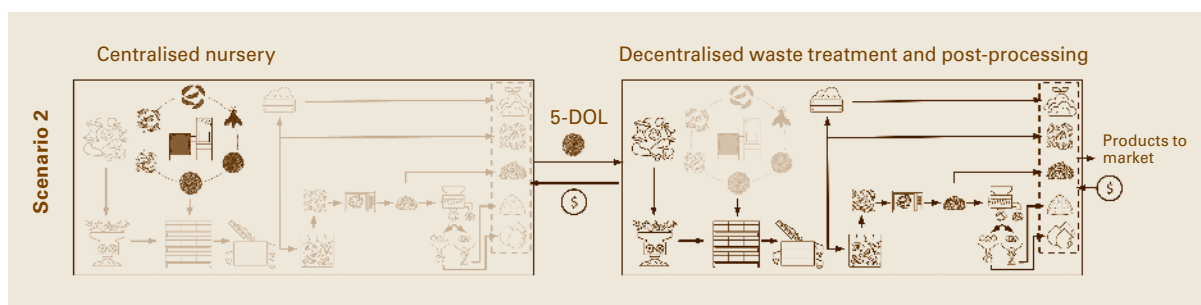 Scenario 2
Centralised nursery
Decentralised waste treatment and post-processing
5-DOL
$
Products to
market
$